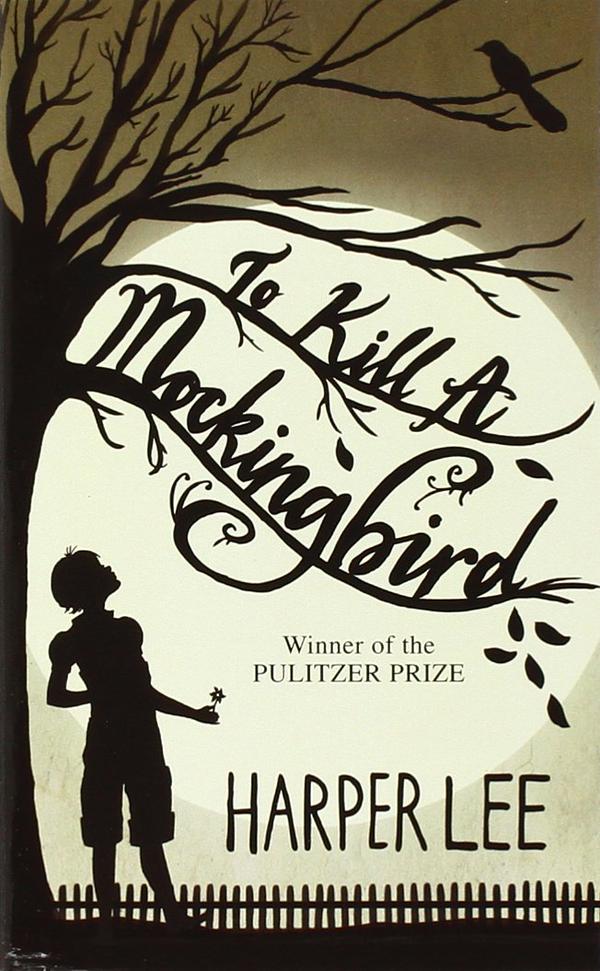 To Kill A
Mockingbird
Winner of the
PULITZER PRIZE
HARPER LEE